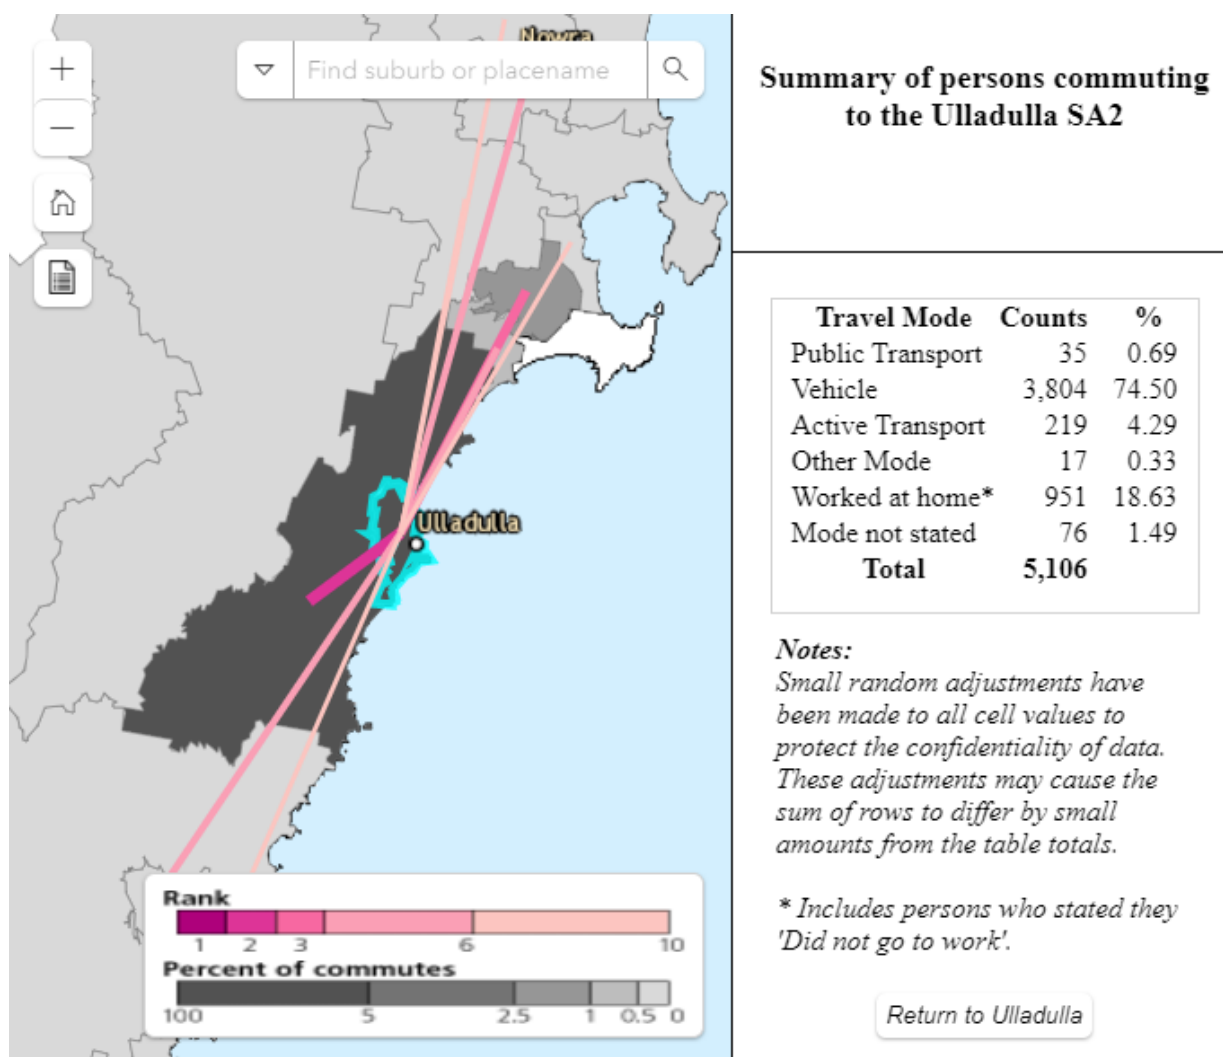 Nowra
Find suburb or placename
Ulladulla
Rank
1 2 3 6 10
Percent of commutes
100 5 2.5 1 0.5 0
Summary of persons commuting
to the Ulladulla SA2
Travel Mode Counts %
Public Transport 35 0.69
Vehicle 3,804 74.50
Active Transport 219 4.29
Other Mode 17 0.33
Worked at home* 951 18.63
Mode not stated 76 1.49
Total 5,106
Notes:
Small random adjustments have
been made to all cell values to
protect the confidentiality of data.
These adjustments may cause the
sum of rows to differ by small
amounts from the table totals.
* Includes persons who stated they
'Did not go to work'.
Return to Ulladulla